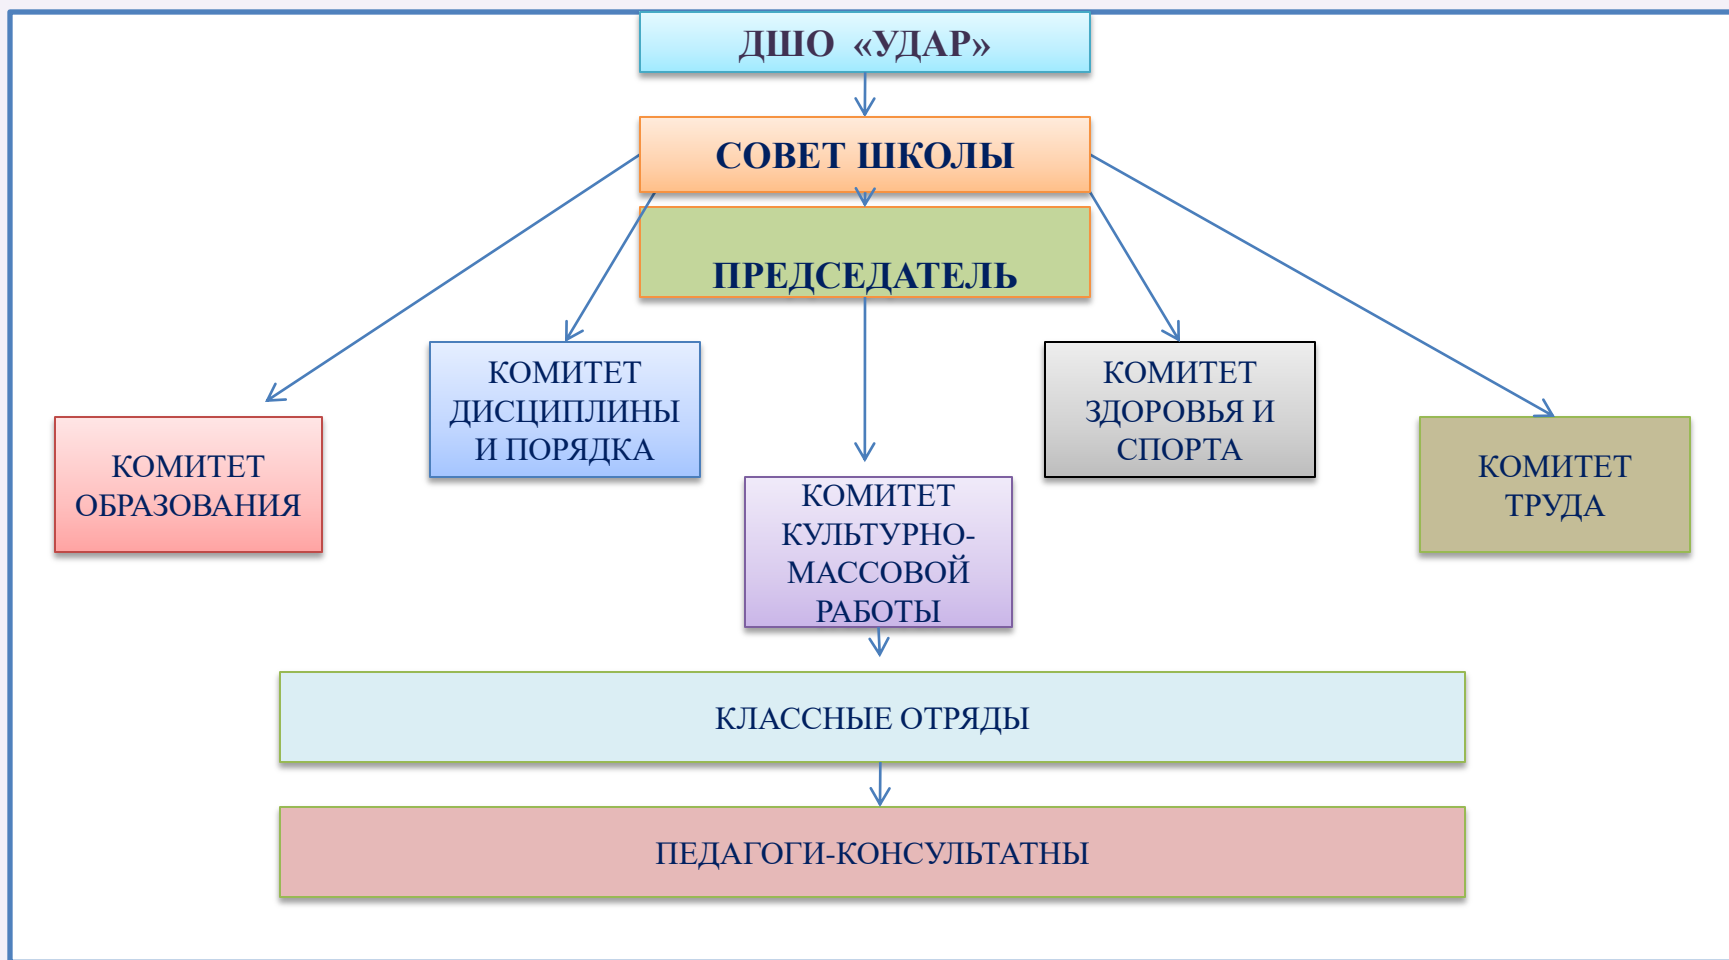 ДШО «УДАР»
СОВЕТ ШКОЛЫ
ПРЕДСЕДАТЕЛЬ
КОМИТЕТ
ОБРАЗОВАНИЯ
КОМИТЕТ
ДИСЦИПЛИНЫ
И ПОРЯДКА
КОМИТЕТ
КУЛЬТУРНО-
МАССОВОЙ
РАБОТЫ
КОМИТЕТ
ЗДОРОВЬЯ И
СПОРТА
КОМИТЕТ
ТРУДА
КЛАССНЫЕ ОТРЯДЫ
ПЕДАГОГИ-КОНСУЛЬТАТНЫ